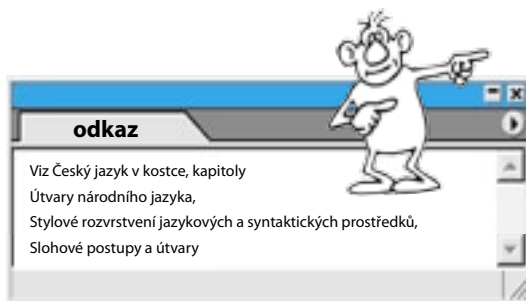 odkaz
Viz Český jazyk v kostce, kapitoly
Útvary národního jazyka,
Stylové rozvrstvení jazykových a syntaktických prostředků,
Slohové postupy a útvary